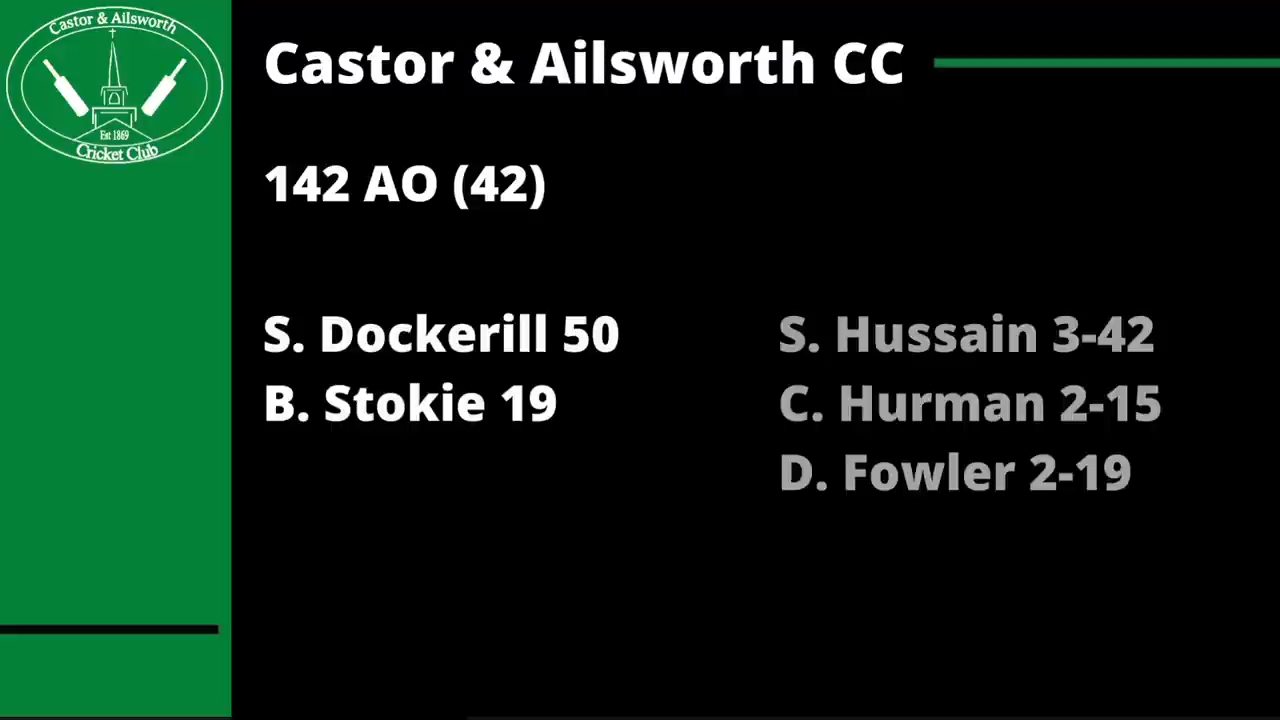 Castor & Ailsworth
Est 1869
Cricket Club
Castor & Ailsworth CC
142 AO (42)
S. Dockerill 50
B. Stokie 19
S. Hussain 3-42
C. Hurman 2-15
D. Fowler 2-19